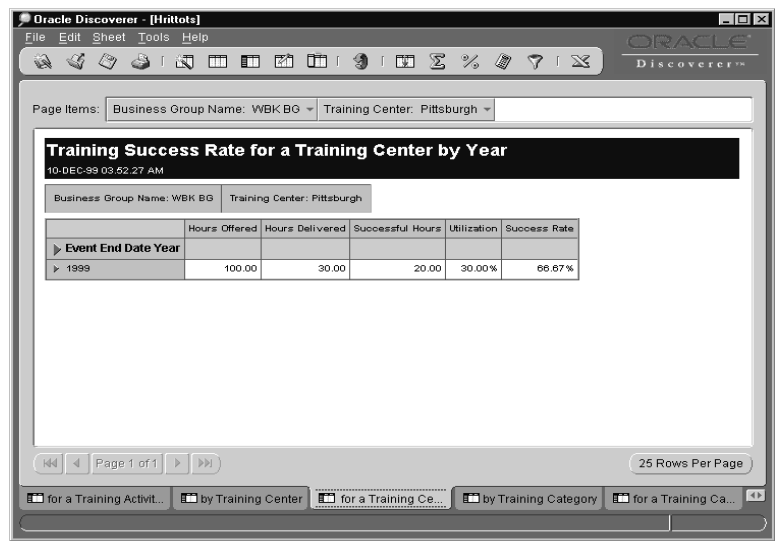 Oracle Discoverer - [Hrittots]
File Edit Sheet Tools Help
ORACLE
Discoverer™
Page Items: Business Group Name: WBK BG Training Center: Pittsburgh
Training Success Rate for a Training Center by Year
10-DEC-99 03.52.27 AM
Business Group Name: WBK BG Training Center: Pittsburgh
Hours Offered Hours Delivered Successful Hours Utilization Success Rate
Event End Date Year
1999 100.00 30.00 20.00 30.00% 66.67%
Page 1 of 1 25 Rows Per Page
for a Training Activit... by Training Center for a Training Ce... by Training Category for a Training Ca...